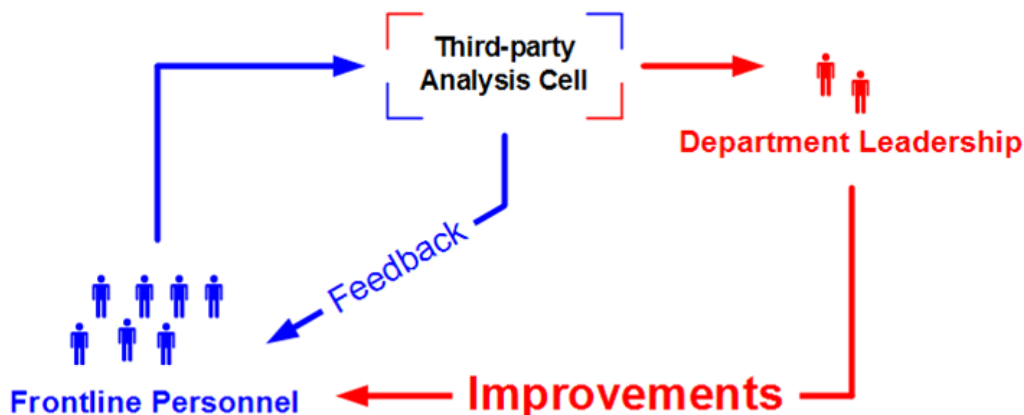 Third-party
Analysis Cell
Department Leadership
Feedback
Frontline Personnel
Improvements